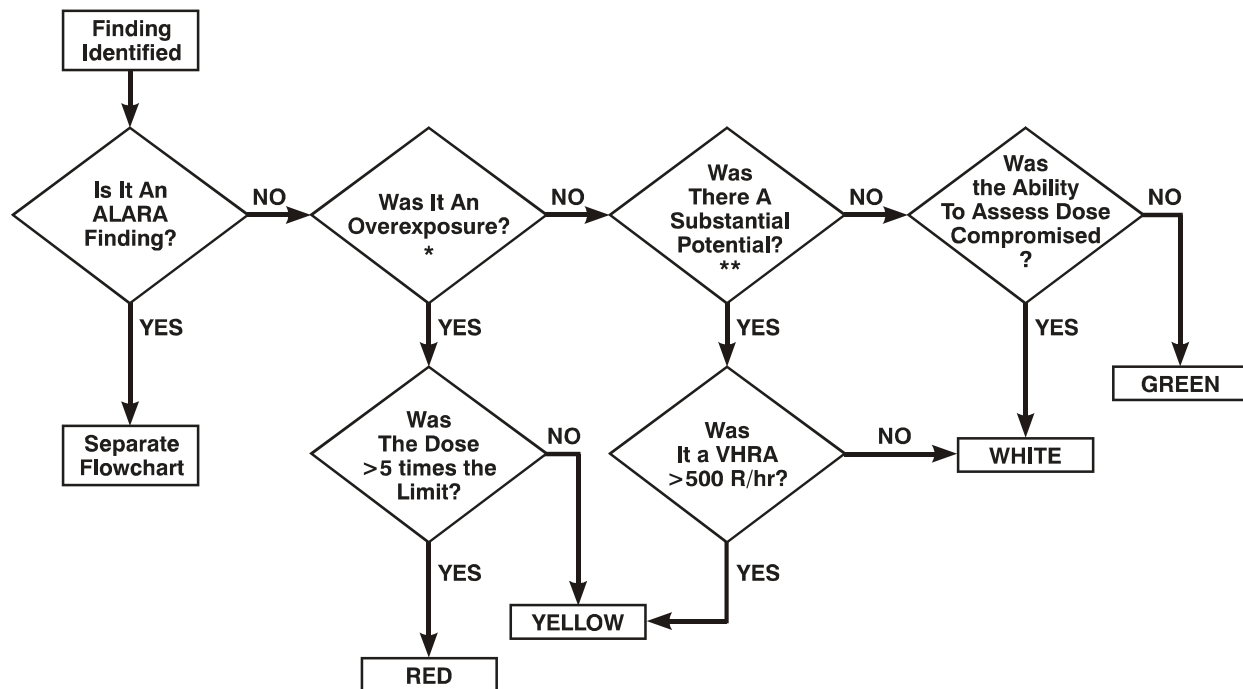 Finding
Identified
Is It An
ALARA
Finding?
NO
Was It An
Overexposure?
*
NO
Was
There A
Substantial
Potential?
**
NO
Was
the Ability
To Assess Dose
Compromised
?
NO
YES
YES
YES
YES
GREEN
Separate
Flowchart
Was
The Dose
>5 times the
Limit?
NO
Was
It a VHRA
>500 R/hr?
NO
WHITE
YES
YES
YELLOW
RED